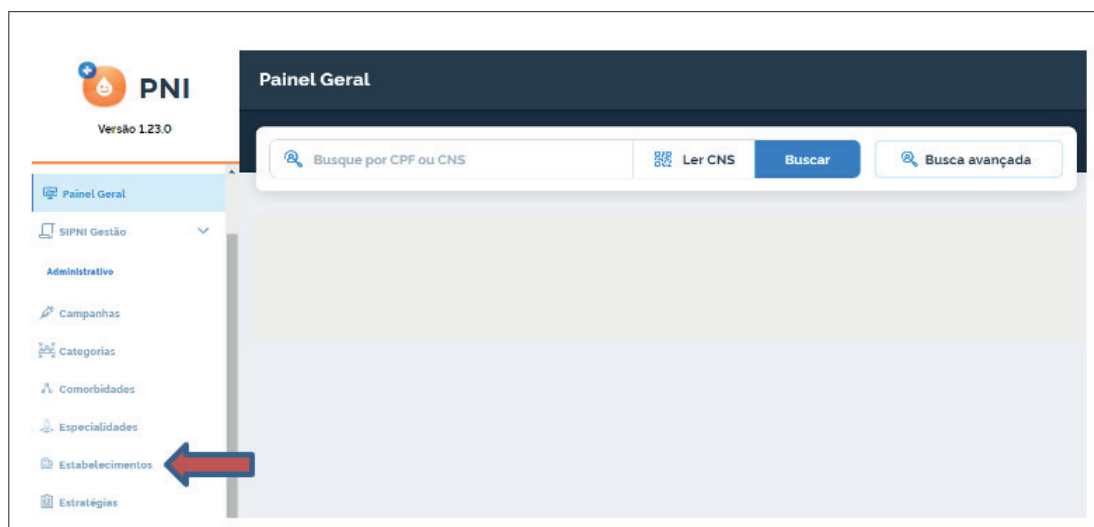 PNI
Versão 1.23.0
Painel Geral
SIPNI Gestão
Administrativo
Campanhas
Categorias
Comorbidades
Especialidades
Estabelecimentos
Estratégias
Painel Geral
Busque por CPF ou CNS
Ler CNS
Buscar
Busca avançada